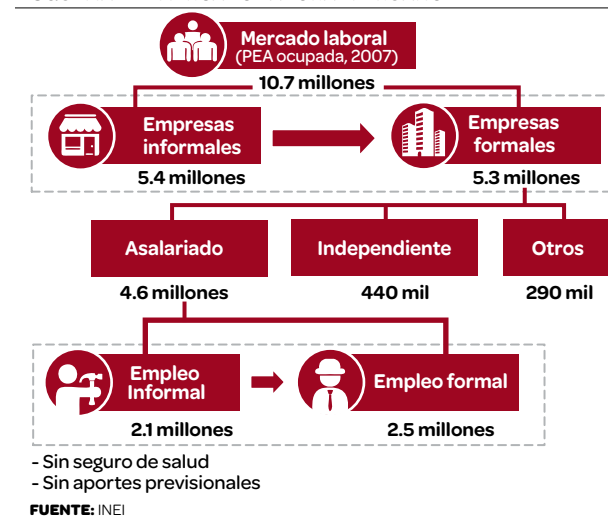 Mercado laboral
(PEA ocupada, 2007)
10.7 millones
Empresas
informales
5.4 millones
Empresas
formales
5.3 millones
Asalariado
4.6 millones
Independiente
440 mil
Otros
290 mil
Empleo
Informal
2.1 millones
Empleo formal
2.5 millones
- Sin seguro de salud
- Sin aportes previsionales
FUENTE: INEI